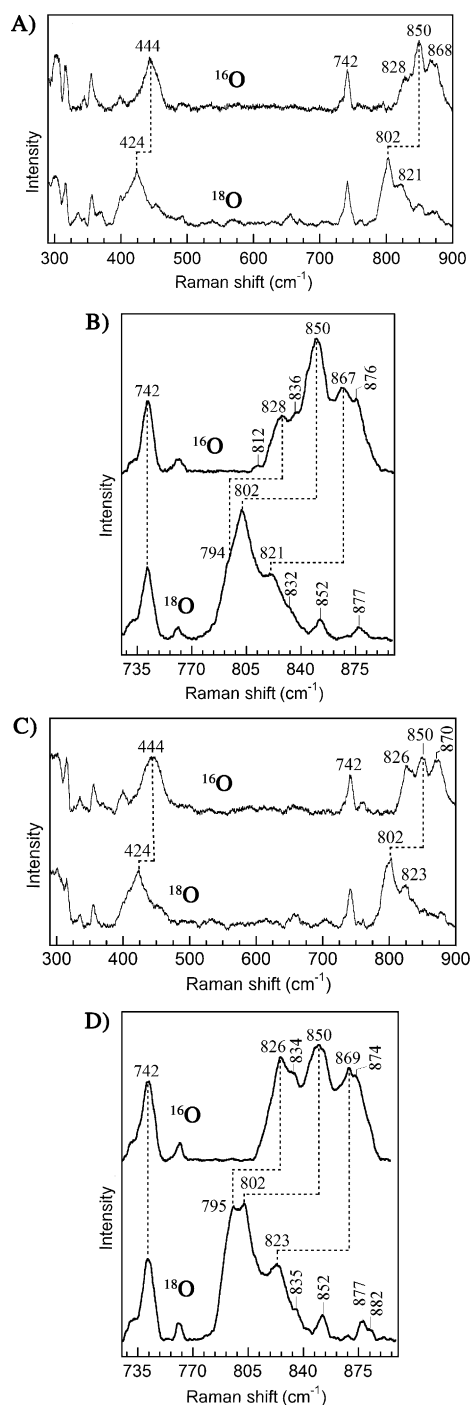 A)
444
¹⁶O
742
828
850
868
424
¹⁸O
802
821
Intensity
300 400 500 600 700 800 900
Raman shift (cm⁻¹)
B)
742
¹⁶O
812
828
836
850
867
876
794
802
821
832
852
877
¹⁸O
Intensity
735 770 805 840 875
Raman shift (cm⁻¹)
C)
444
¹⁶O
742
826
850
870
424
¹⁸O
802
823
Intensity
300 400 500 600 700 800 900
Raman shift (cm⁻¹)
D)
742
¹⁶O
826
834
850
869
874
795
802
823
835
852
877
882
¹⁸O
Intensity
735 770 805 840 875
Raman shift (cm⁻¹)